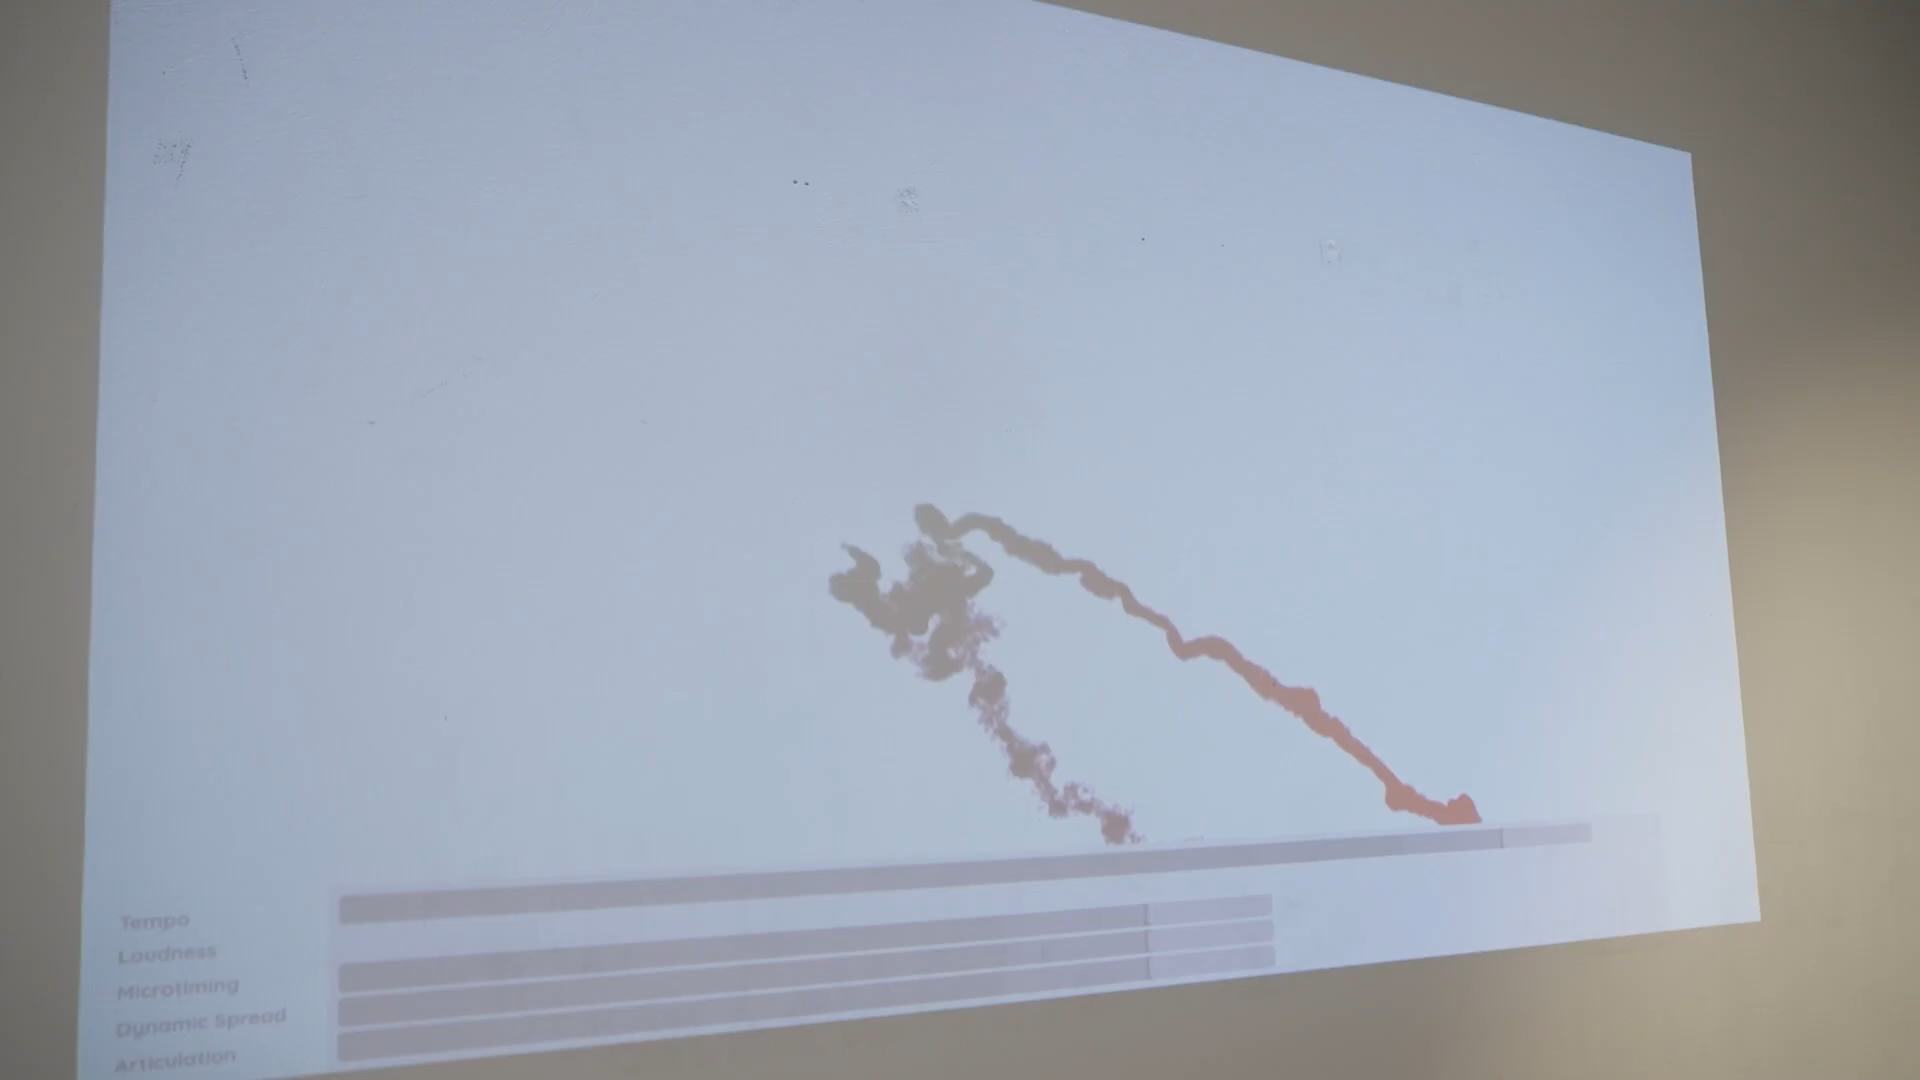 Tempo
Loudness
Microtiming
Dynamic Spread
Articulation